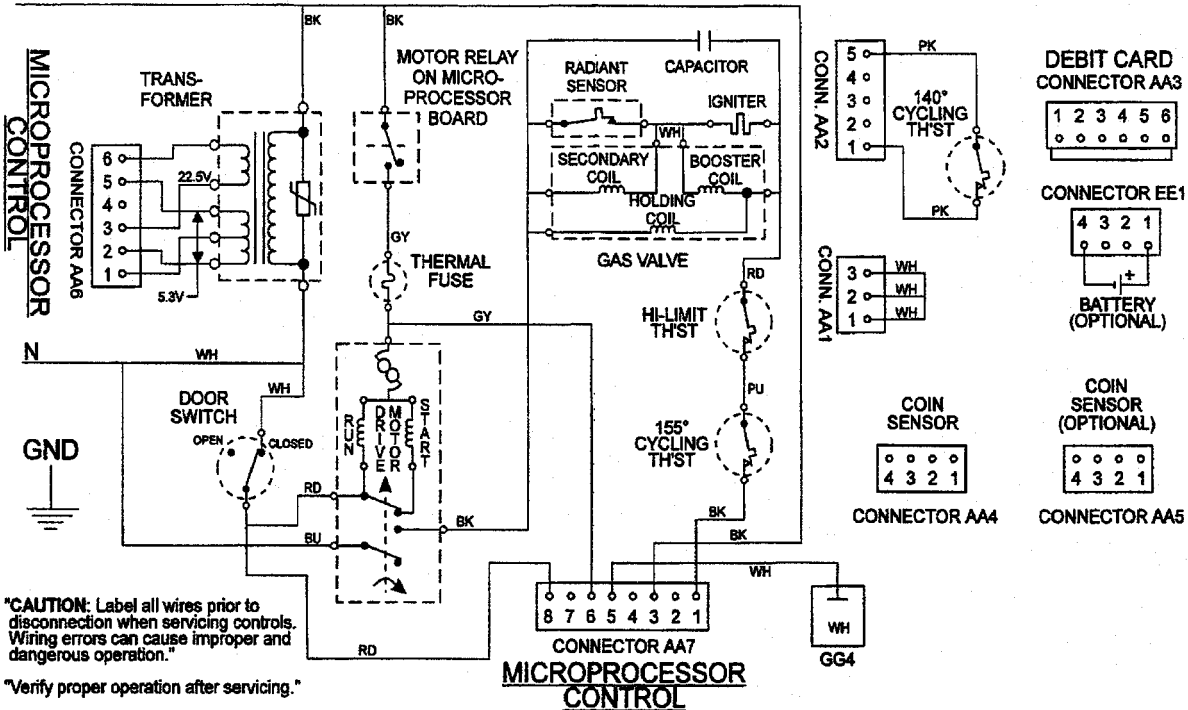 BK
BK
MICROPROCESSOR
CONTROL
TRANS-
FORMER
MOTOR RELAY
ON MICRO-
PROCESSOR
BOARD
CAPACITOR
RADIANT
SENSOR
IGNITER
WH
SECONDARY
COIL
BOOSTER
COIL
HOLDING
COIL
GAS VALVE
CONN. AA2
5
4
3
2
1
PK
140°
CYCLING
TH'ST
PK
DEBIT CARD
CONNECTOR AA3
1 2 3 4 5 6
CONNECTOR EE1
4 3 2 1
+
BATTERY
(OPTIONAL)
CONNECTOR AA6
6
5
4
3
2
1
22.5V
5.3V
GY
THERMAL
FUSE
GY
RD
HI-LIMIT
TH'ST
PU
155°
CYCLING
TH'ST
BK
CONN. AA1
3 WH
2 WH
1 WH
N
WH
WH
DOOR
SWITCH
OPEN
CLOSED
GND
RUN
DRIVE
MOTOR
START
RD
BU
BK
BK
WH
COIN
SENSOR
4 3 2 1
CONNECTOR AA4
COIN
SENSOR
(OPTIONAL)
4 3 2 1
CONNECTOR AA5
"CAUTION: Label all wires prior to
disconnection when servicing controls.
Wiring errors can cause improper and
dangerous operation."
"Verify proper operation after servicing."
RD
8 7 6 5 4 3 2 1
CONNECTOR AA7
MICROPROCESSOR
CONTROL
WH
GG4